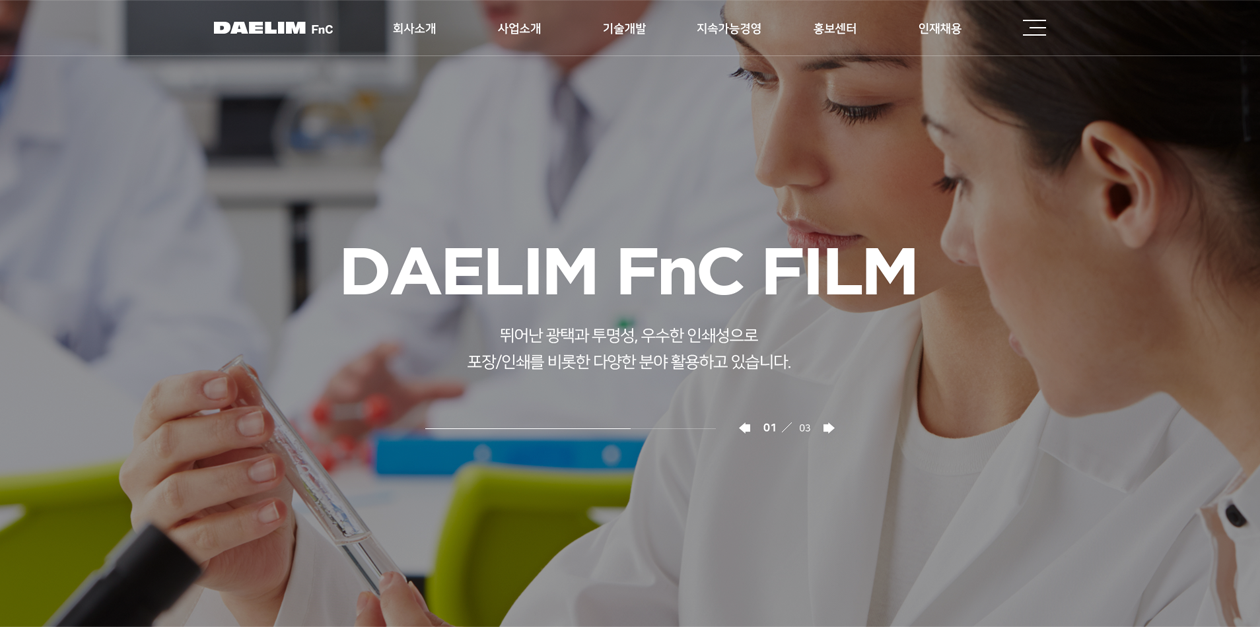 DAELIM FnC
회사소개
사업소개
기술개발
지속가능경영
홍보센터
인재채용
DAELIM FnC FILM
뛰어난 광택과 투명성, 우수한 인쇄성으로
포장/인쇄를 비롯한 다양한 분야 활용하고 있습니다.
01 / 03